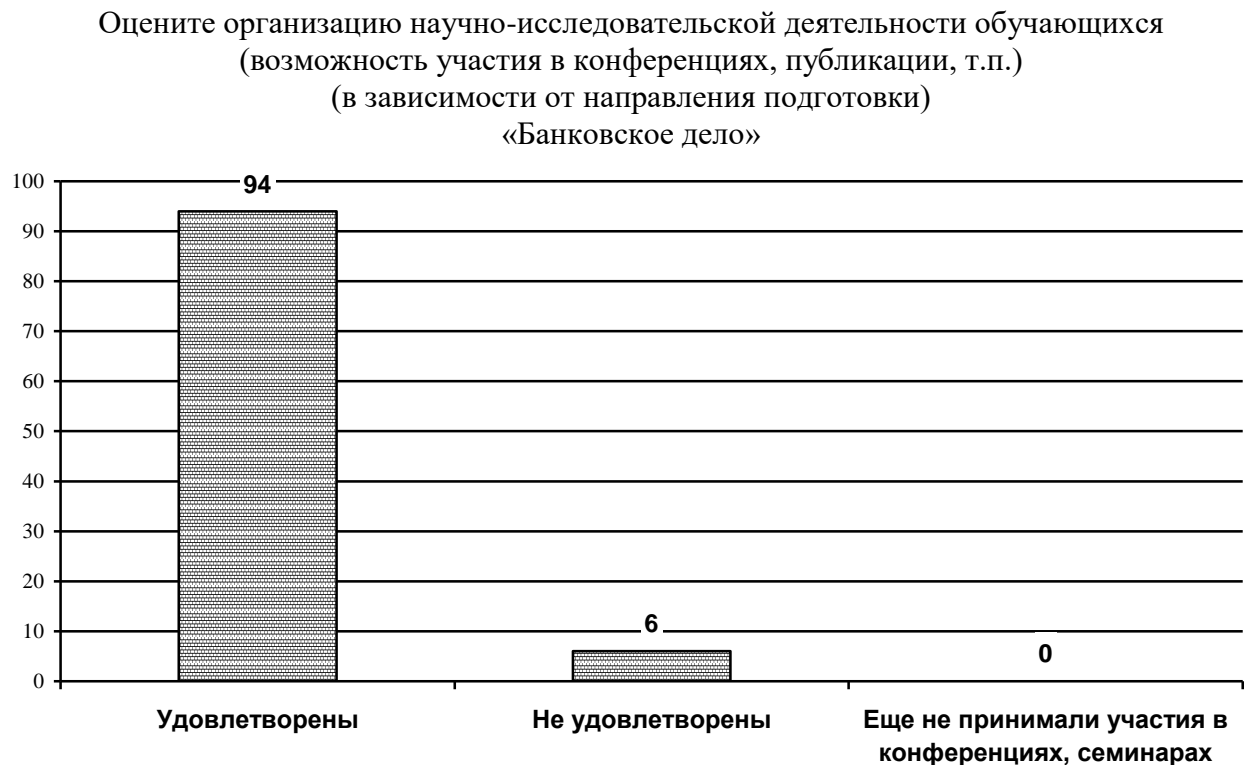 Оцените организацию научно-исследовательской деятельности обучающихся
(возможность участия в конференциях, публикации, т.п.)
(в зависимости от направления подготовки)
«Банковское дело»
100
94
90
80
70
60
50
40
30
20
10
6
0
0
Удовлетворены
Не удовлетворены
Еще не принимали участия в
конференциях, семинарах